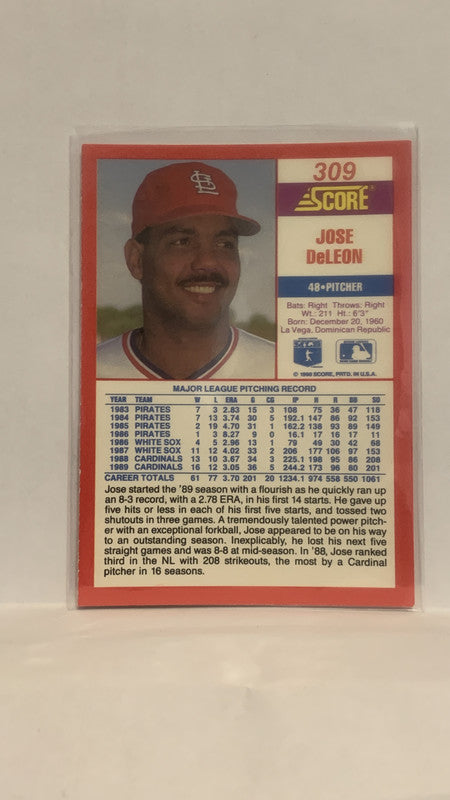 309
SCORE
JOSE
DeLEON
48•PITCHER
Bats: Right Throws: Right
Wt.: 211 Ht.: 6'3"
Born: December 20, 1960
La Vega, Dominican Republic
STL
SCORE, PRTD. IN U.S.A.
MAJOR LEAGUE PITCHING RECORD
YEAR TEAM W L ERA G CG IP H R BB SO
1983 PIRATES 7 3 2.83 15 3 108 75 36 47 118
1984 PIRATES 7 13 3.74 30 5 192.1 147 86 92 153
1985 PIRATES 2 19 4.70 31 1 162.2 138 93 89 149
1986 PIRATES 1 3 8.27 9 0 16.1 17 16 17 11
1986 WHITE SOX 4 5 2.96 13 1 79 49 30 42 68
1987 WHITE SOX 11 12 4.02 33 2 206 177 106 97 153
1988 CARDINALS 13 10 3.67 34 3 225.1 198 95 86 208
1989 CARDINALS 16 12 3.05 36 5 244.2 173 96 80 201
CAREER TOTALS 61 77 3.70 201 20 1234.1 974 558 550 1061
Jose started the '89 season with a flourish as he quickly ran up
an 8-3 record, with a 2.78 ERA, in his first 14 starts. He gave up
five hits or less in each of his first five starts, and tossed two
shutouts in three games. A tremendously talented power pitch-
er with an exceptional forkball, Jose appeared to be on his way
to an outstanding season. Inexplicably, he lost his next five
straight games and was 8-8 at mid-season. In '88, Jose ranked
third in the NL with 208 strikeouts, the most by a Cardinal
pitcher in 16 seasons.